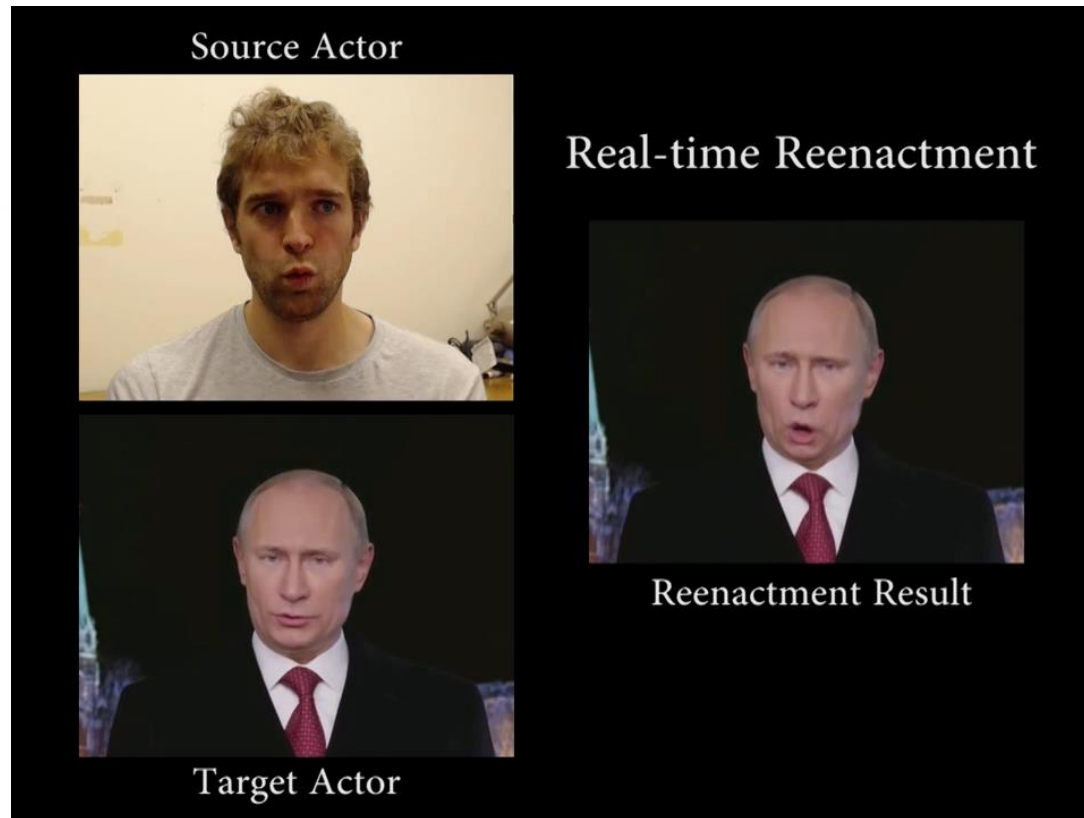 Source Actor
Real-time Reenactment
Reenactment Result
Target Actor